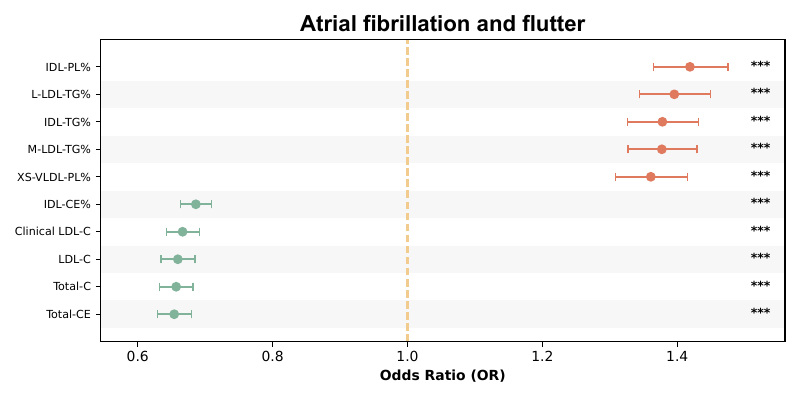 Atrial fibrillation and flutter
IDL-PL% ***
L-LDL-TG% ***
IDL-TG% ***
M-LDL-TG% ***
XS-VLDL-PL% ***
IDL-CE% ***
Clinical LDL-C ***
LDL-C ***
Total-C ***
Total-CE ***
0.6 0.8 1.0 1.2 1.4
Odds Ratio (OR)